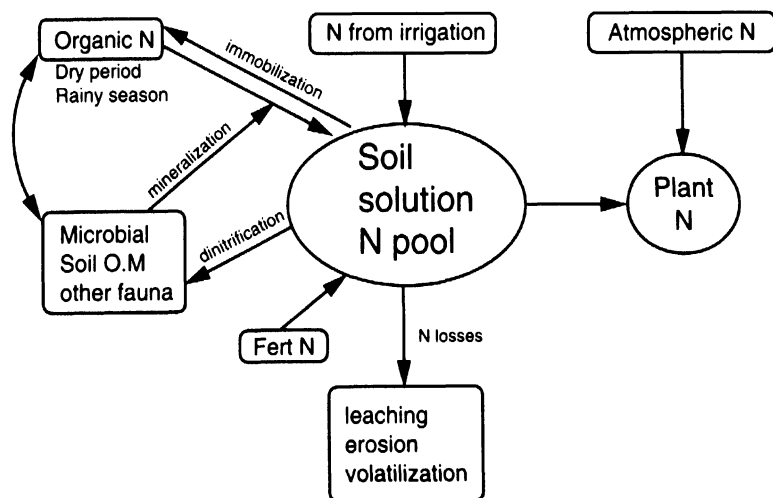 Organic N
Dry period
Rainy season
immobilization
N from irrigation
Atmospheric N
mineralization
Soil
solution
N pool
Plant
N
Microbial
Soil O.M
other fauna
dinitrification
Fert N
N losses
leaching
erosion
volatilization